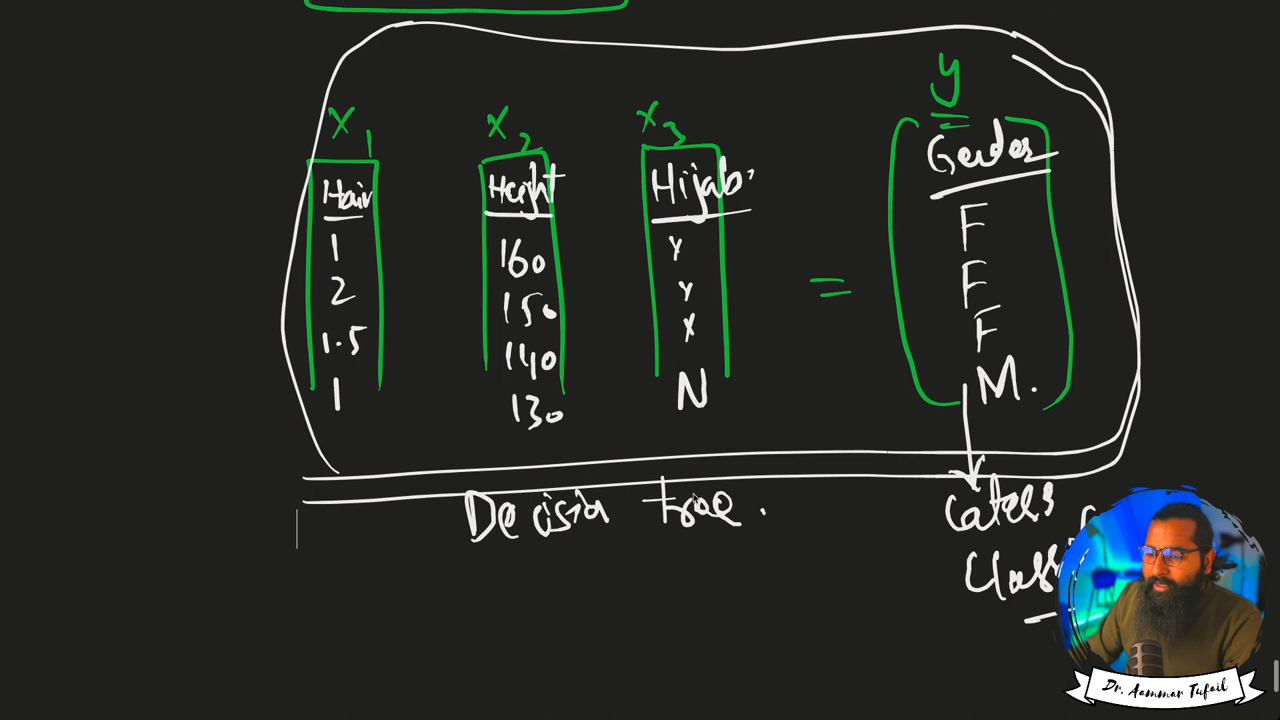 x1 x2 x3 y
Hair Height Hijab. Gender
1 160 Y F
2 150 Y F
1.5 140 X F
1 130 N M.
=
Decision tree.
Dr. Aammar Tufail